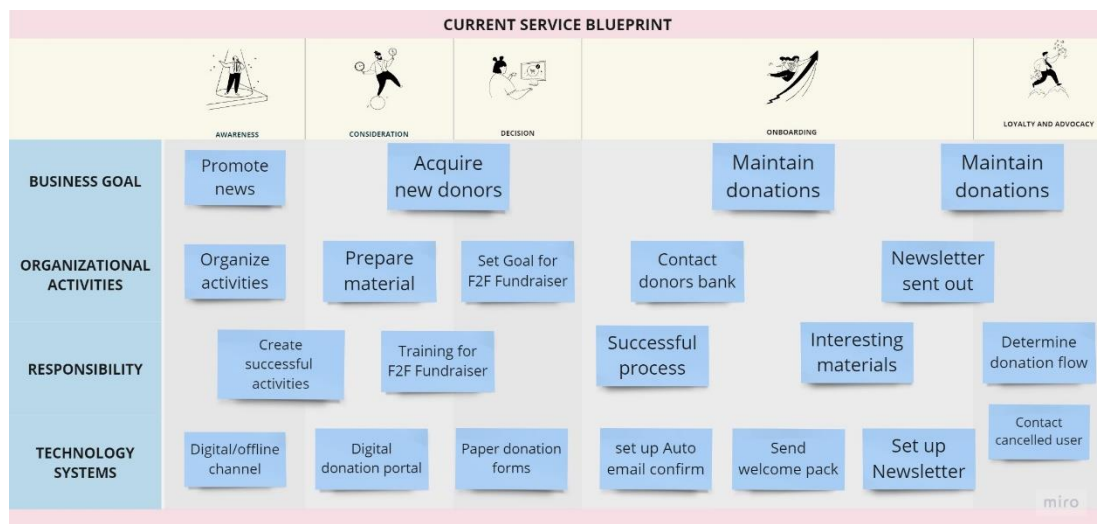 CURRENT SERVICE BLUEPRINT
AWARENESS
CONSIDERATION
DECISION
ONBOARDING
LOYALTY AND ADVOCACY
BUSINESS GOAL
Promote
news
Acquire
new donors
Maintain
donations
Maintain
donations
ORGANIZATIONAL
ACTIVITIES
Organize
activities
Prepare
material
Set Goal for
F2F Fundraiser
Contact
donors bank
Newsletter
sent out
RESPONSIBILITY
Create
successful
activities
Training for
F2F Fundraiser
Successful
process
Interesting
materials
Determine
donation flow
TECHNOLOGY
SYSTEMS
Digital/offline
channel
Digital
donation portal
Paper donation
forms
set up Auto
email confirm
Send
welcome pack
Set up
Newsletter
Contact
cancelled user
miro